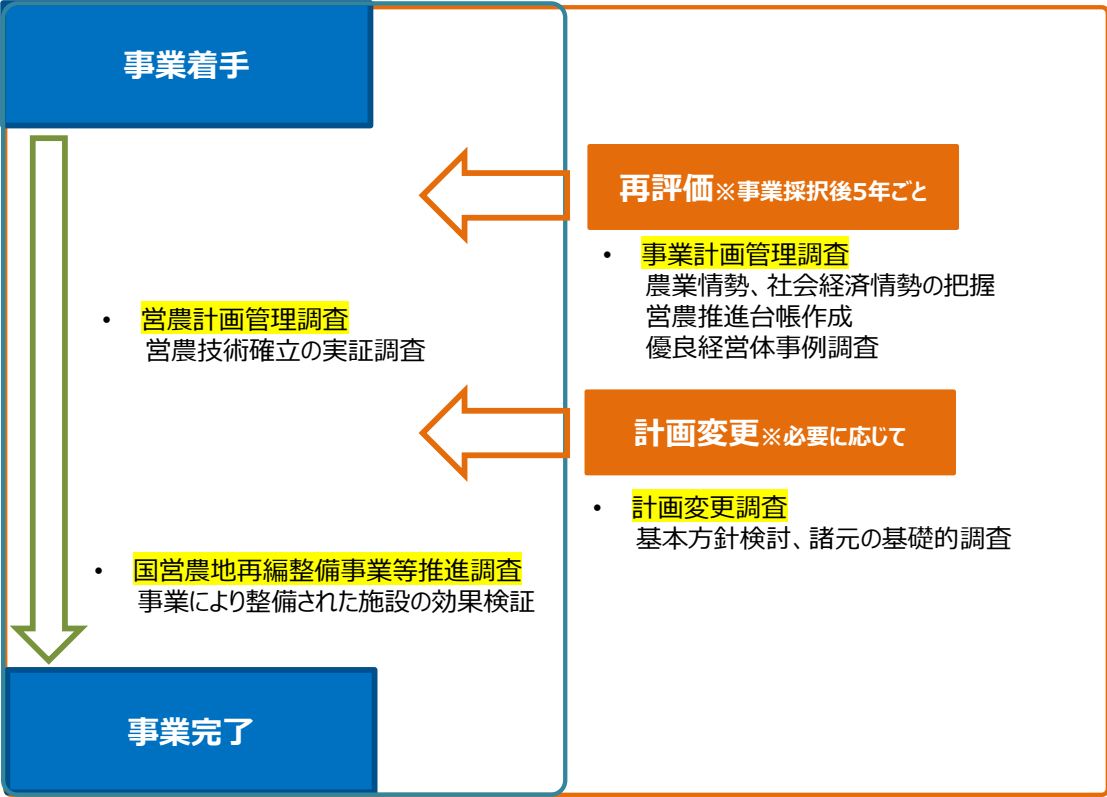 事業着手
再評価※事業採択後5年ごと
• 事業計画管理調査
農業情勢、社会経済情勢の把握
営農推進台帳作成
優良経営体事例調査
• 営農計画管理調査
営農技術確立の実証調査
計画変更※必要に応じて
• 計画変更調査
基本方針検討、諸元の基礎的調査
• 国営農地再編整備事業等推進調査
事業により整備された施設の効果検証
事業完了